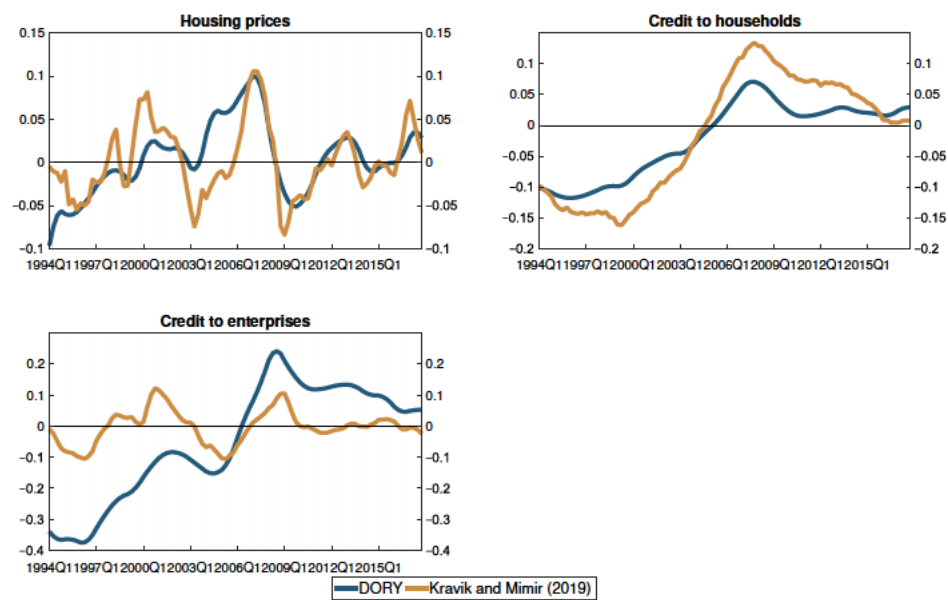 Housing prices
0.15 0.15
0.1 0.1
0.05 0.05
0 0
-0.05 -0.05
-0.1 -0.1
1994Q11997Q12000Q12003Q12006Q12009Q12012Q12015Q1
Credit to households
0.1 0.1
0.05 0.05
0 0
-0.05 -0.05
-0.1 -0.1
-0.15 -0.15
-0.2 -0.2
1994Q11997Q12000Q12003Q12006Q12009Q12012Q12015Q1
Credit to enterprises
0.2 0.2
0.1 0.1
0 0
-0.1 -0.1
-0.2 -0.2
-0.3 -0.3
-0.4 -0.4
1994Q11997Q12000Q12003Q12006Q12009Q12012Q12015Q1
DORY Kravik and Mimir (2019)